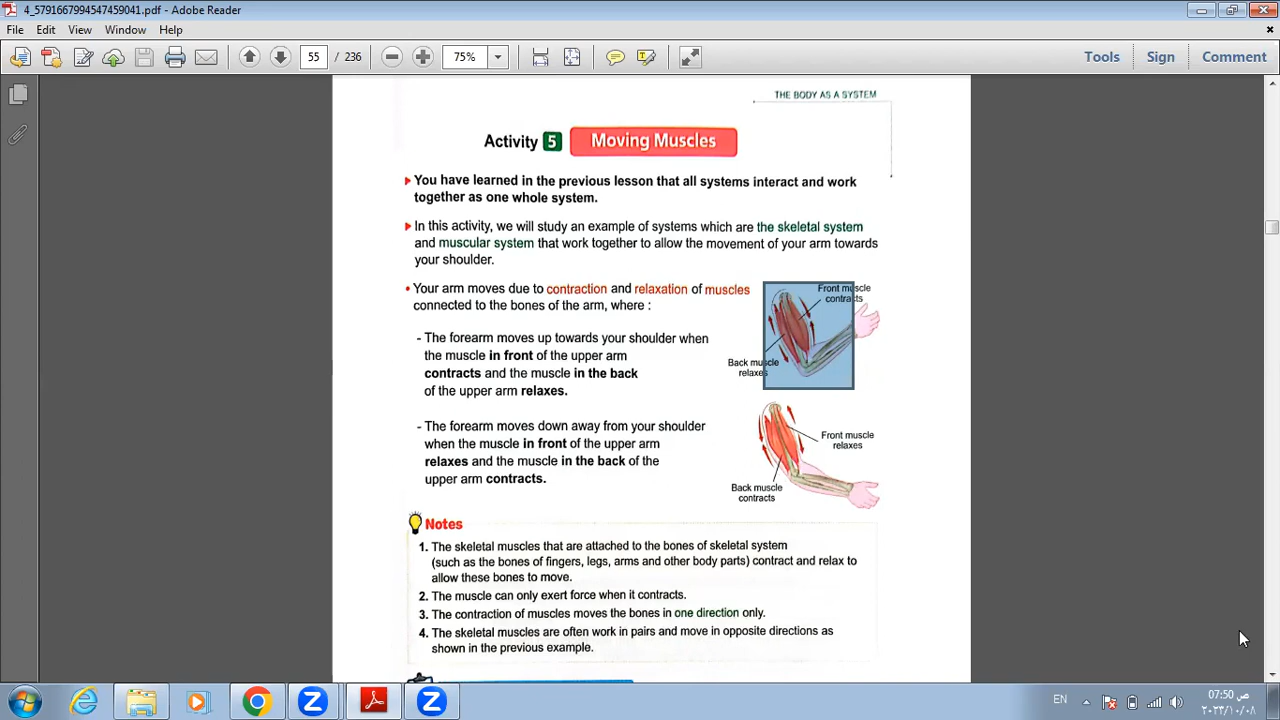 4_5791667994547459041.pdf - Adobe Reader
File Edit View Window Help
55 / 236 75% Tools Sign Comment
THE BODY AS A SYSTEM
Activity 5 Moving Muscles
You have learned in the previous lesson that all systems interact and work
together as one whole system.
In this activity, we will study an example of systems which are the skeletal system
and muscular system that work together to allow the movement of your arm towards
your shoulder.
• Your arm moves due to contraction and relaxation of muscles
connected to the bones of the arm, where :
Front muscle
contracts
- The forearm moves up towards your shoulder when
the muscle in front of the upper arm
contracts and the muscle in the back
of the upper arm relaxes.
Back muscle
relaxes
- The forearm moves down away from your shoulder
when the muscle in front of the upper arm
relaxes and the muscle in the back of the
upper arm contracts.
Front muscle
relaxes
Back muscle
contracts
Notes
1. The skeletal muscles that are attached to the bones of skeletal system
(such as the bones of fingers, legs, arms and other body parts) contract and relax to
allow these bones to move.
2. The muscle can only exert force when it contracts.
3. The contraction of muscles moves the bones in one direction only.
4. The skeletal muscles are often work in pairs and move in opposite directions as
shown in the previous example.
EN
07:50 ص
٢٠٢٣/١٠/٠٨